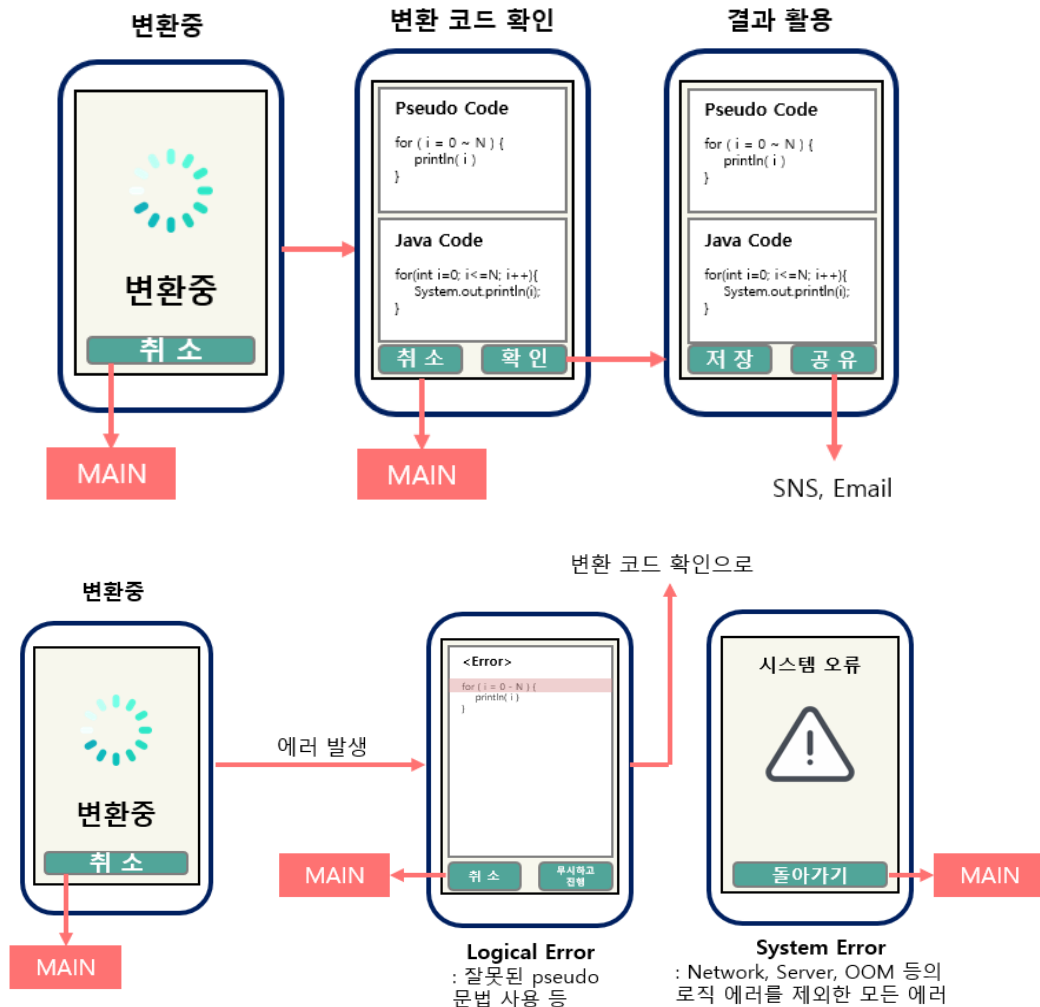 변환중
변환중
취 소
MAIN
변환 코드 확인
Pseudo Code
for ( i = 0 ~ N ) {
println( i )
}
Java Code
for(int i=0; i<=N; i++){
System.out.println(i);
}
취 소
확 인
MAIN
결과 활용
Pseudo Code
for ( i = 0 ~ N ) {
println( i )
}
Java Code
for(int i=0; i<=N; i++){
System.out.println(i);
}
저 장
공 유
SNS, Email
변환중
변환중
취 소
MAIN
에러 발생
변환 코드 확인으로
<Error>
for ( i = 0 - N ) {
println( i )
}
취 소
무시하고
진행
MAIN
Logical Error
: 잘못된 pseudo
문법 사용 등
시스템 오류
돌아가기
MAIN
System Error
: Network, Server, OOM 등의
로직 에러를 제외한 모든 에러